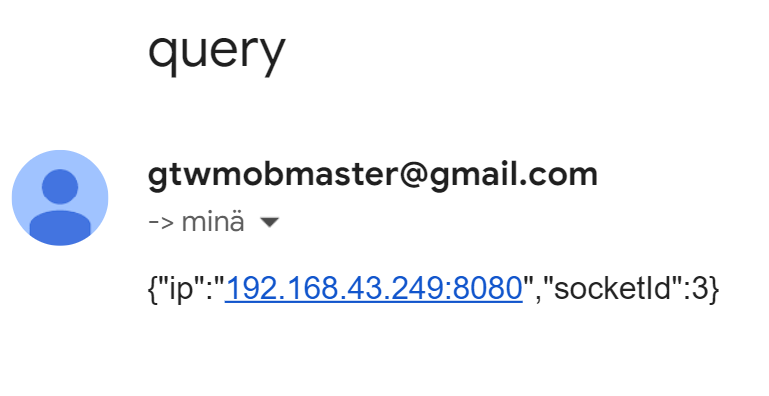 query
gtwmobmaster@gmail.com
-> minä
{"ip":"192.168.43.249:8080","socketId":3}